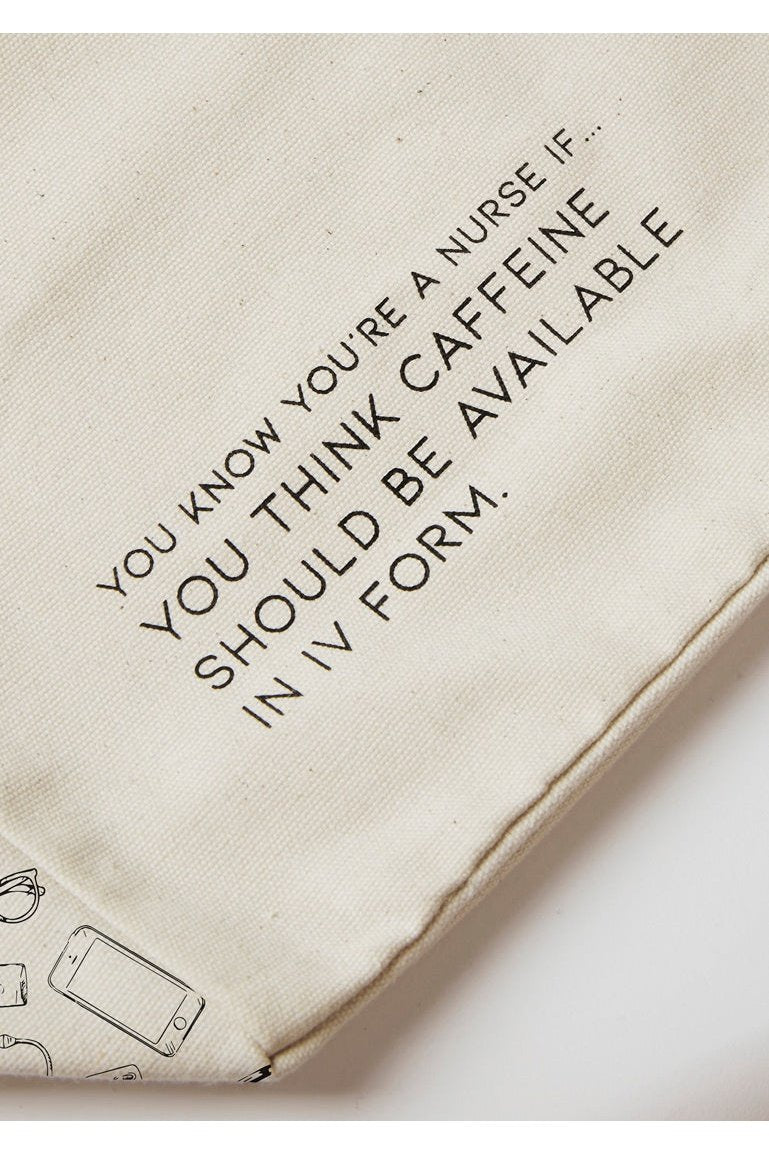 YOU KNOW YOU'RE A NURSE IF...
YOU THINK CAFFEINE
SHOULD BE AVAILABLE
IN IV FORM.